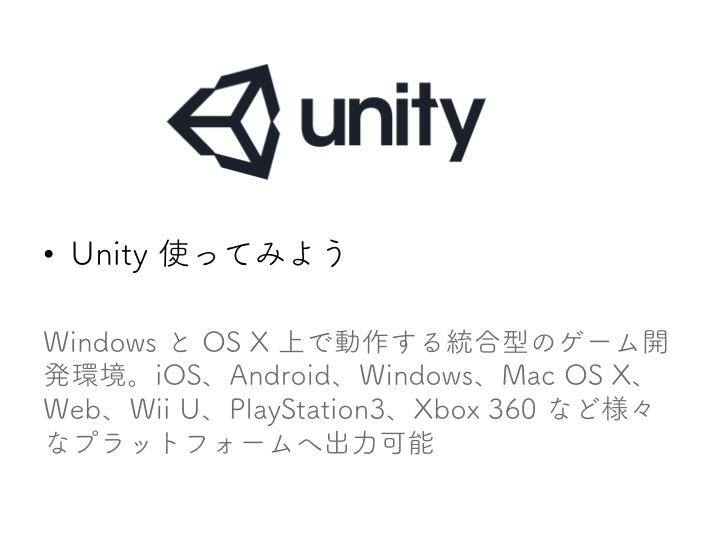 unity
• Unity 使ってみよう
Windows と OS X 上で動作する統合型のゲーム開
発環境。iOS、Android、Windows、Mac OS X、
Web、Wii U、PlayStation3、Xbox 360 など様々
なプラットフォームへ出力可能